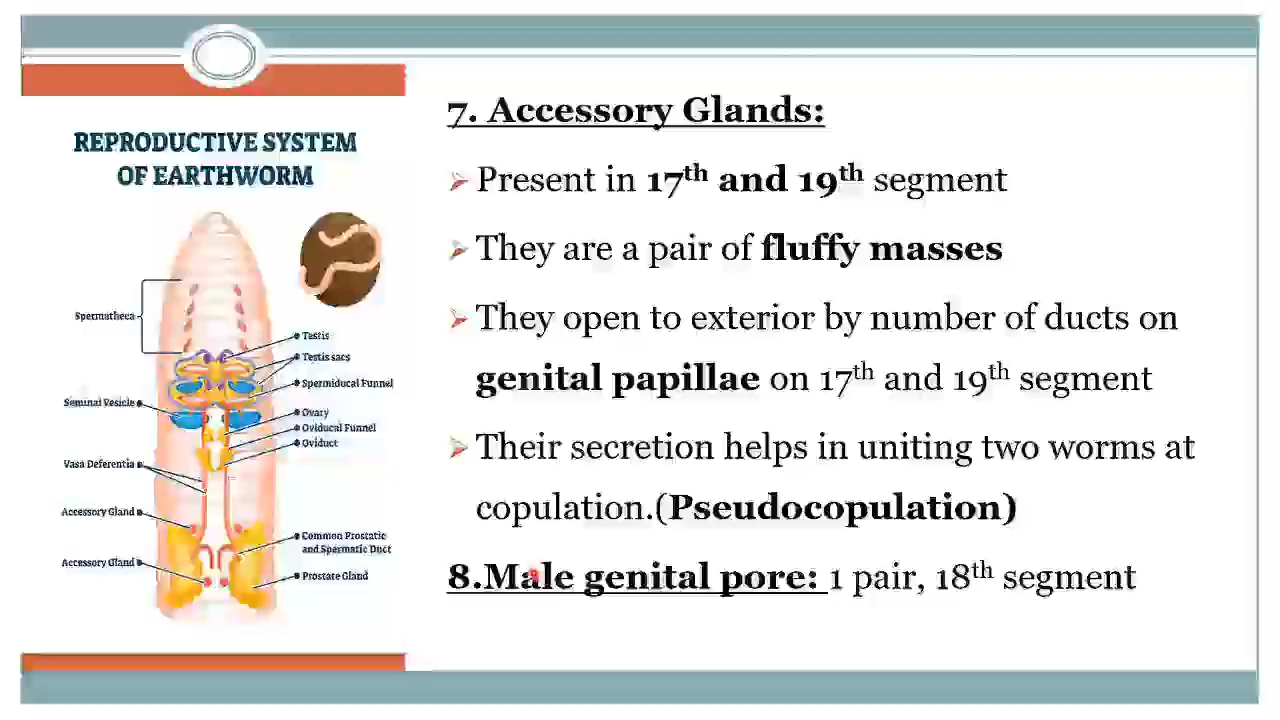 REPRODUCTIVE SYSTEM
OF EARTHWORM
Spermatheca
Testis
Testis sacs
Spermiducal Funnel
Seminal Vesicle
Ovary
Oviducal Funnel
Oviduct
Vasa Deferentia
Accessory Gland
Common Prostatic
and Spermatic Duct
Accessory Gland
Prostate Gland
7. Accessory Glands:
Present in 17th and 19th segment
They are a pair of fluffy masses
They open to exterior by number of ducts on
genital papillae on 17th and 19th segment
Their secretion helps in uniting two worms at
copulation.(Pseudocopulation)
8.Male genital pore: 1 pair, 18th segment